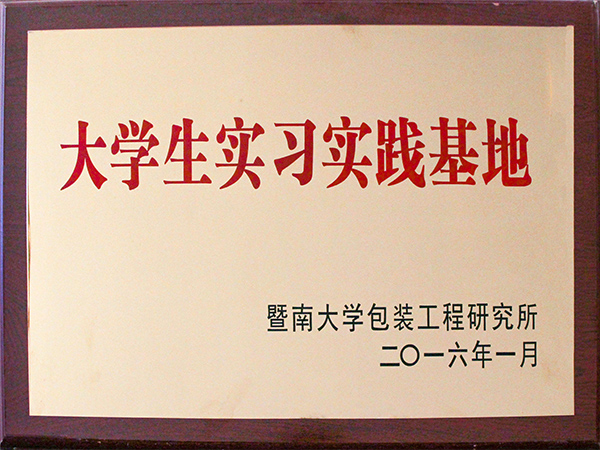 大学生实习实践基地
暨南大学包装工程研究所
二〇一六年一月